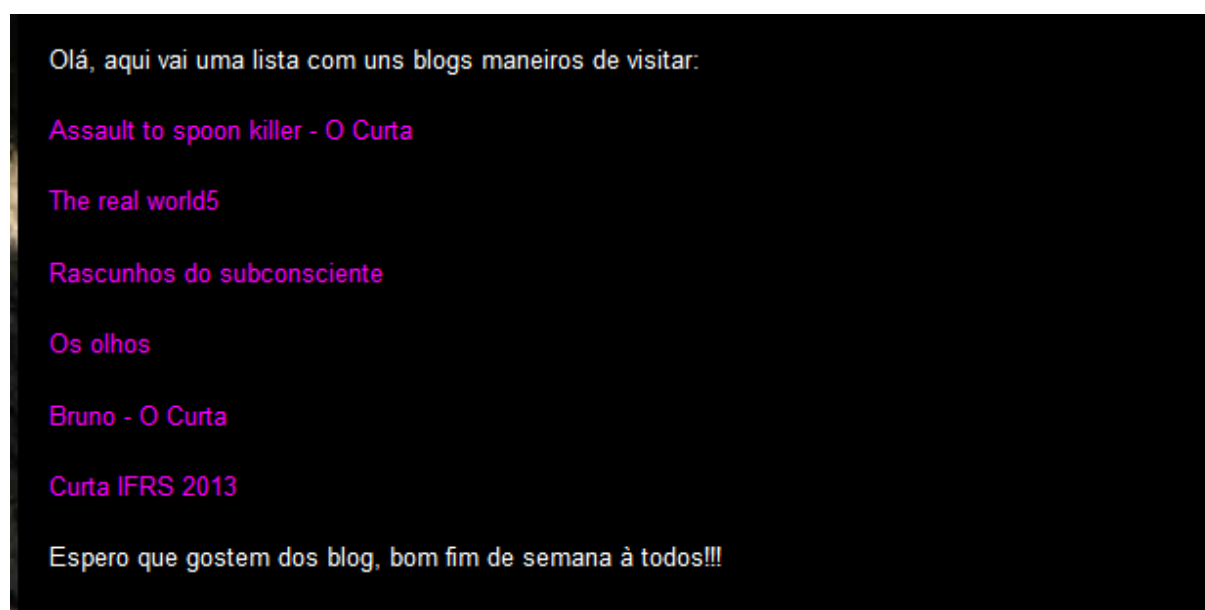 Olá, aqui vai uma lista com uns blogs maneiros de visitar:
Assault to spoon killer - O Curta
The real world5
Rascunhos do subconsciente
Os olhos
Bruno - O Curta
Curta IFRS 2013
Espero que gostem dos blog, bom fim de semana à todos!!!